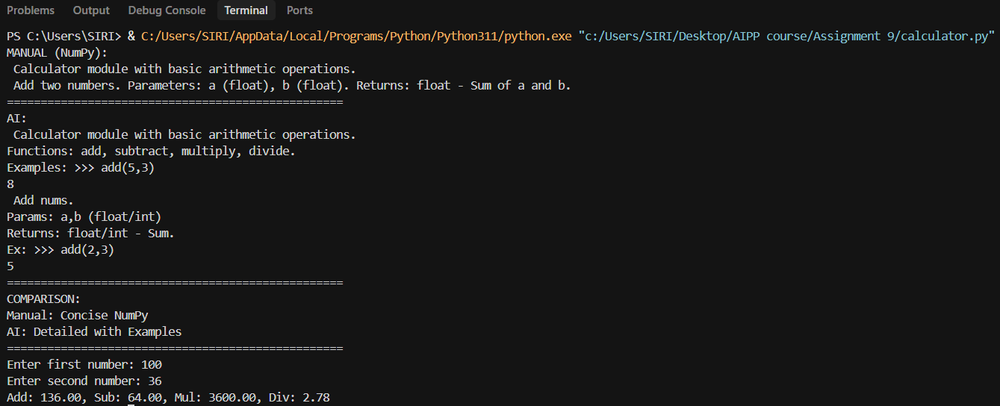 Problems Output Debug Console Terminal Ports
PS C:\Users\SIRI> & C:/Users/SIRI/AppData/Local/Programs/Python/Python311/python.exe "c:/Users/SIRI/Desktop/AIPP course/Assignment 9/calculator.py"
MANUAL (NumPy):
 Calculator module with basic arithmetic operations.
 Add two numbers. Parameters: a (float), b (float). Returns: float - Sum of a and b.
==================================================
AI:
 Calculator module with basic arithmetic operations.
Functions: add, subtract, multiply, divide.
Examples: >>> add(5,3)
8
 Add nums.
Params: a,b (float/int)
Returns: float/int - Sum.
Ex: >>> add(2,3)
5
==================================================
COMPARISON:
Manual: Concise NumPy
AI: Detailed with Examples
==================================================
Enter first number: 100
Enter second number: 36
Add: 136.00, Sub: 64.00, Mul: 3600.00, Div: 2.78